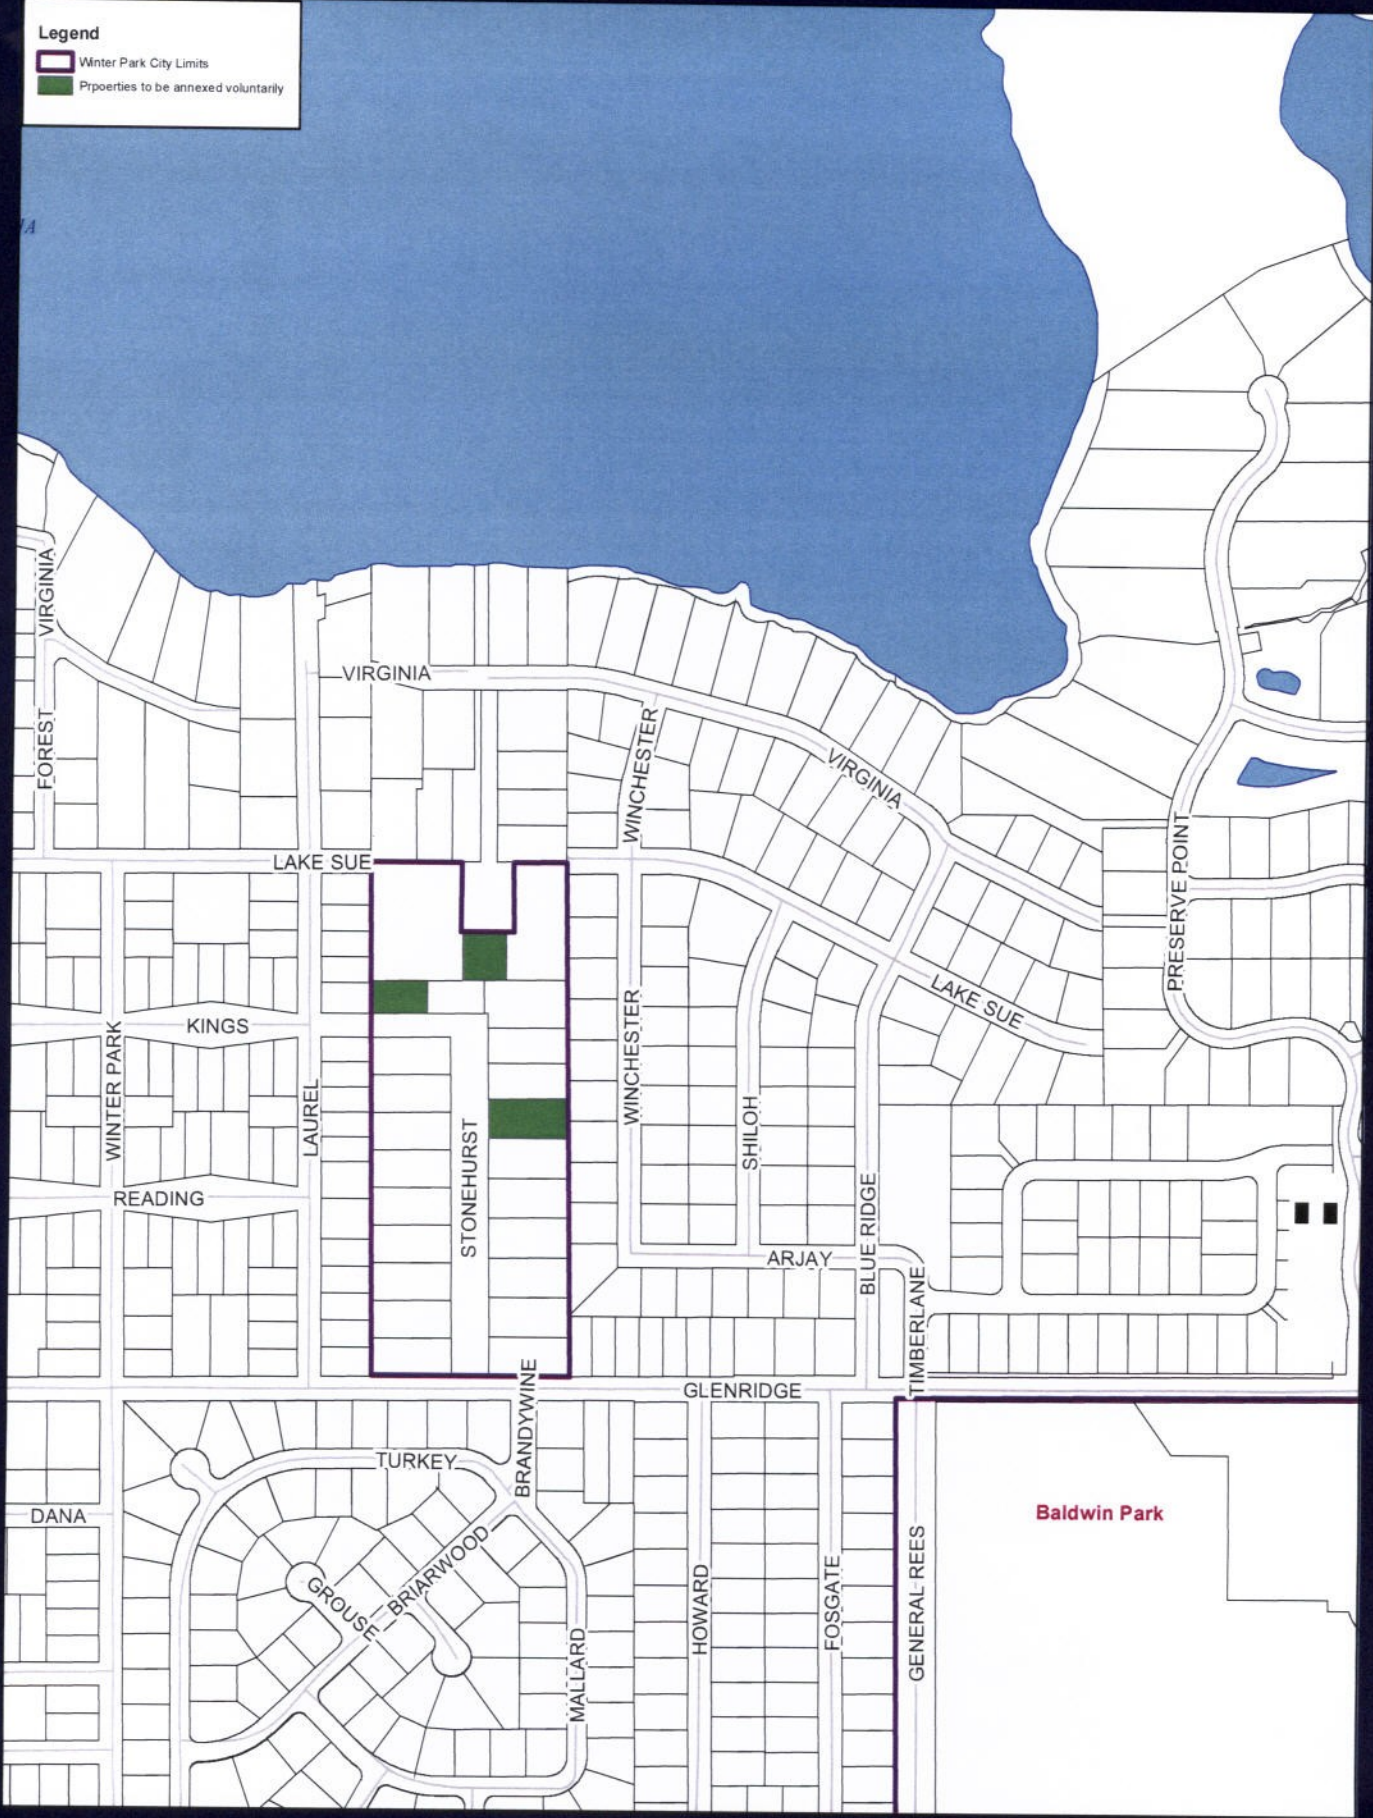 Legend
Winter Park City Limits
Prpoerties to be annexed voluntarily
IA
VIRGINIA
FOREST
VIRGINIA
WINCHESTER
VIRGINIA
LAKE SUE
PRESERVE POINT
LAKE SUE
KINGS
WINTER PARK
LAUREL
WINCHESTER
SHILOH
STONEHURST
READING
BLUE RIDGE
ARJAY
TIMBERLANE
GLENRIDGE
BRANDYWINE
TURKEY
DANA
Baldwin Park
BRIARWOOD
GROUSE
MALLARD
HOWARD
FOSGATE
GENERAL REES